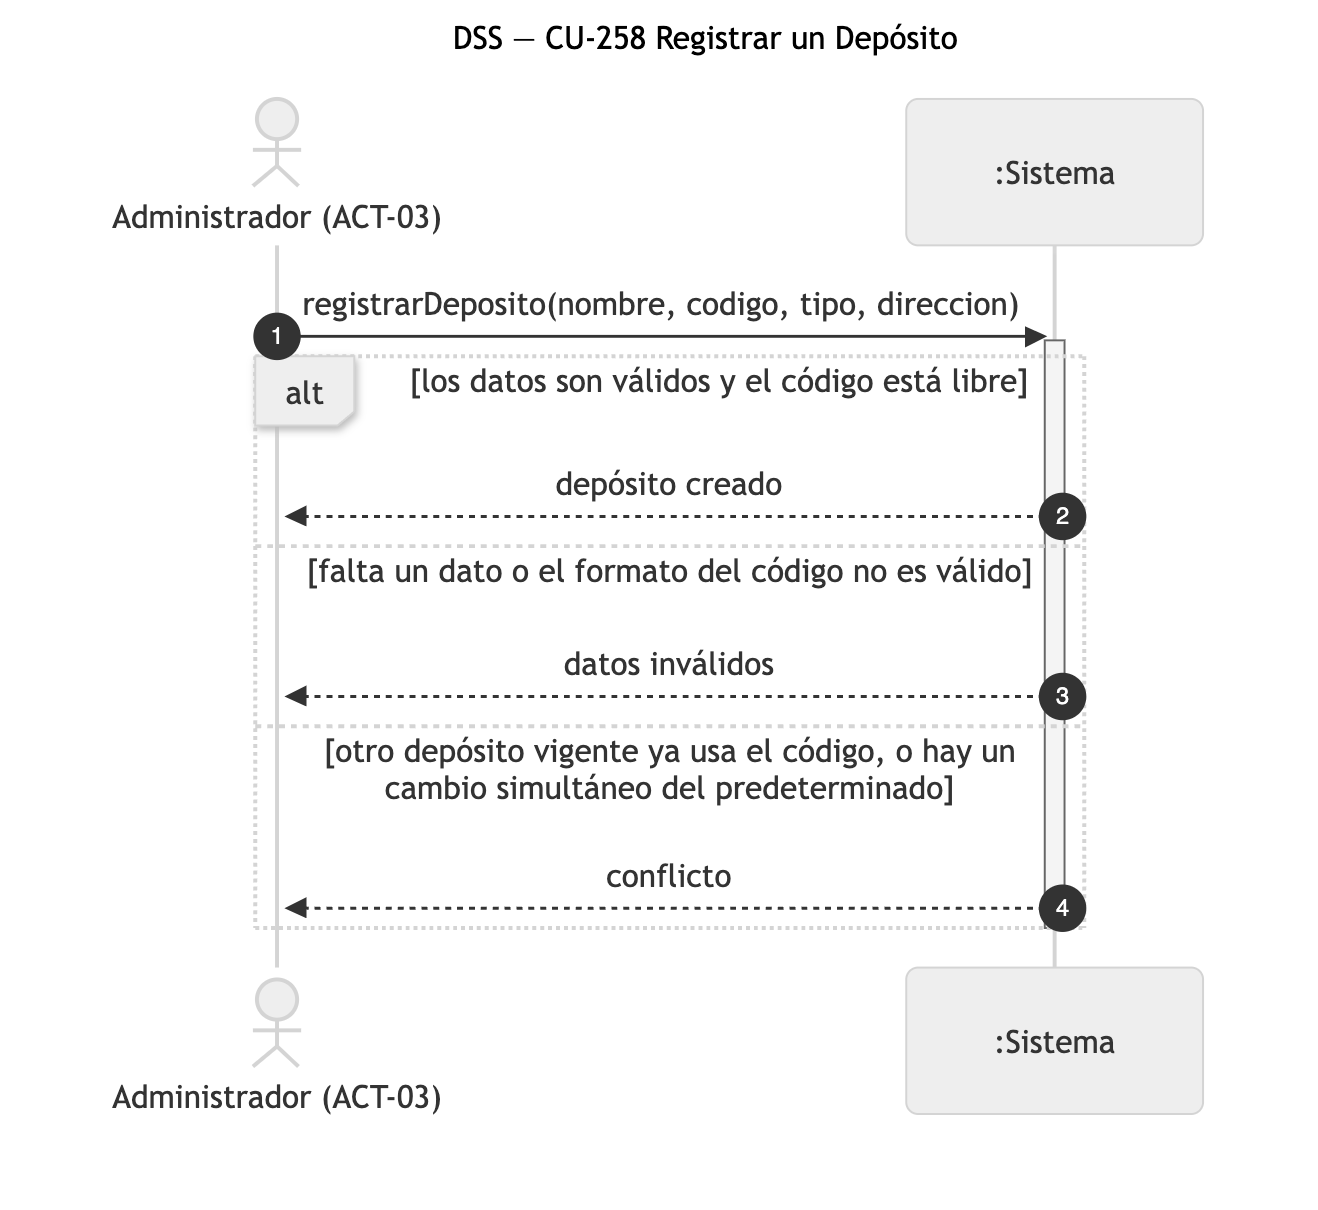 DSS — CU-258 Registrar un Depósito
Administrador (ACT-03)
:Sistema
registrarDeposito(nombre, codigo, tipo, direccion)
1
alt
[los datos son válidos y el código está libre]
depósito creado
2
[falta un dato o el formato del código no es válido]
datos inválidos
3
[otro depósito vigente ya usa el código, o hay un
cambio simultáneo del predeterminado]
conflicto
4
Administrador (ACT-03)
:Sistema